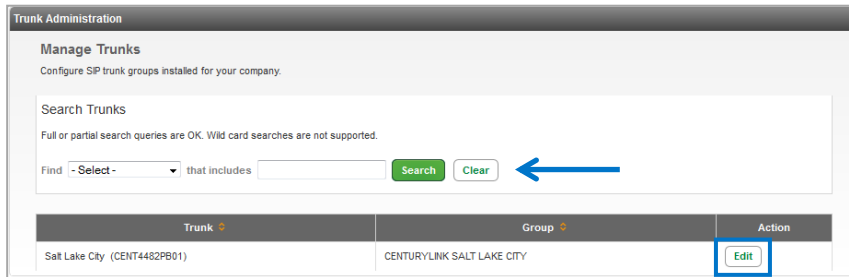 Trunk Administration
Manage Trunks
Configure SIP trunk groups installed for your company.
Search Trunks
Full or partial search queries are OK. Wild card searches are not supported.
Find - Select - that includes Search Clear
Trunk Group Action
Salt Lake City (CENT4482PB01) CENTURYLINK SALT LAKE CITY Edit